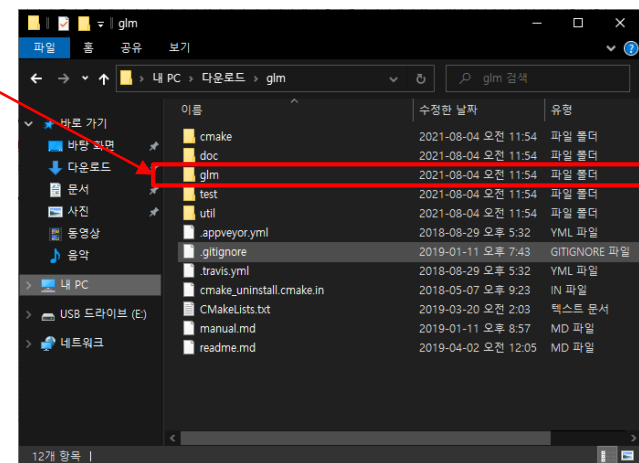 glm
파일 홈 공유 보기
내 PC 다운로드 glm glm 검색
이름 수정한 날짜 유형
바로 가기
바탕 화면
다운로드
문서
사진
동영상
음악
내 PC
USB 드라이브 (E:)
네트워크
cmake 2021-08-04 오전 11:54 파일 폴더
doc 2021-08-04 오전 11:54 파일 폴더
glm 2021-08-04 오전 11:54 파일 폴더
test 2021-08-04 오전 11:54 파일 폴더
util 2021-08-04 오전 11:54 파일 폴더
.appveyor.yml 2018-08-29 오후 5:32 YML 파일
.gitignore 2019-01-11 오후 7:43 GITIGNORE 파일
.travis.yml 2018-08-29 오후 5:32 YML 파일
cmake_uninstall.cmake.in 2018-05-07 오후 9:23 IN 파일
CMakeLists.txt 2019-03-20 오전 2:03 텍스트 문서
manual.md 2019-01-11 오후 8:57 MD 파일
readme.md 2019-04-02 오전 12:05 MD 파일
12개 항목